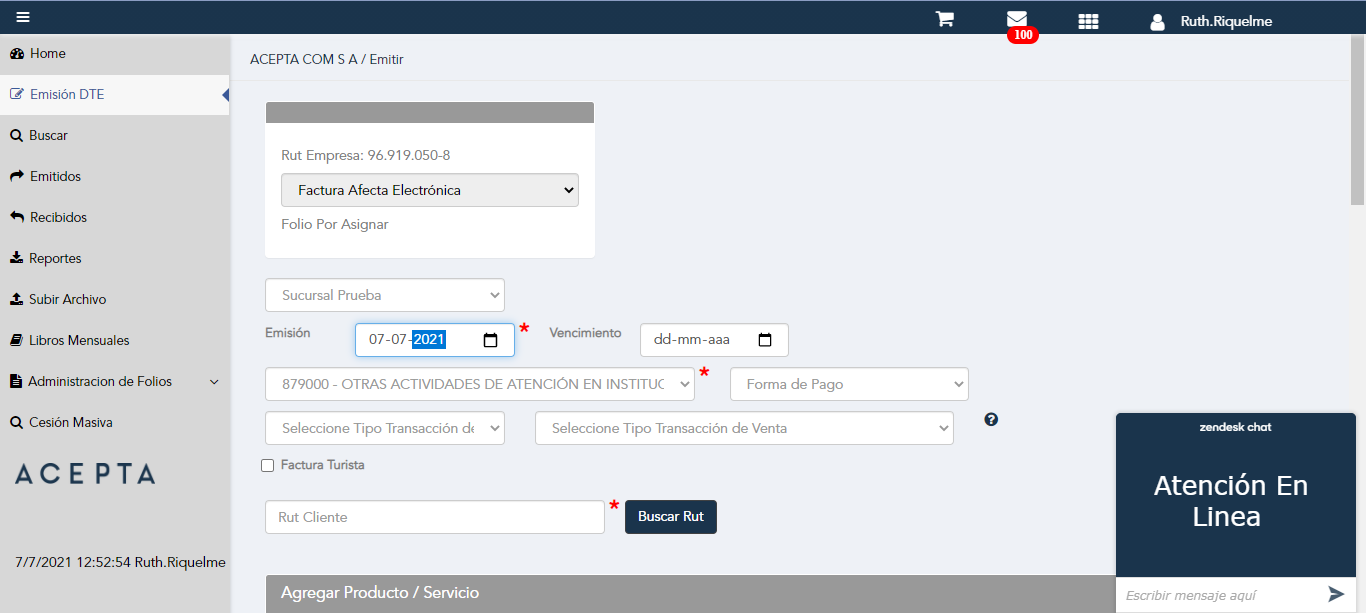 100
Ruth.Riquelme
Home
Emisión DTE
Buscar
Emitidos
Recibidos
Reportes
Subir Archivo
Libros Mensuales
Administracion de Folios
Cesión Masiva
ACEPTA
7/7/2021 12:52:54 Ruth.Riquelme
ACEPTA COM S A / Emitir
Rut Empresa: 96.919.050-8
Factura Afecta Electrónica
Folio Por Asignar
Sucursal Prueba
Emisión 07-07-2021 * Vencimiento dd-mm-aaa
879000 - OTRAS ACTIVIDADES DE ATENCIÓN EN INSTITUC * Forma de Pago
Seleccione Tipo Transacción de Seleccione Tipo Transacción de Venta ?
Factura Turista
Rut Cliente * Buscar Rut
Agregar Producto / Servicio
zendesk chat
Atención En
Linea
Escribir mensaje aquí